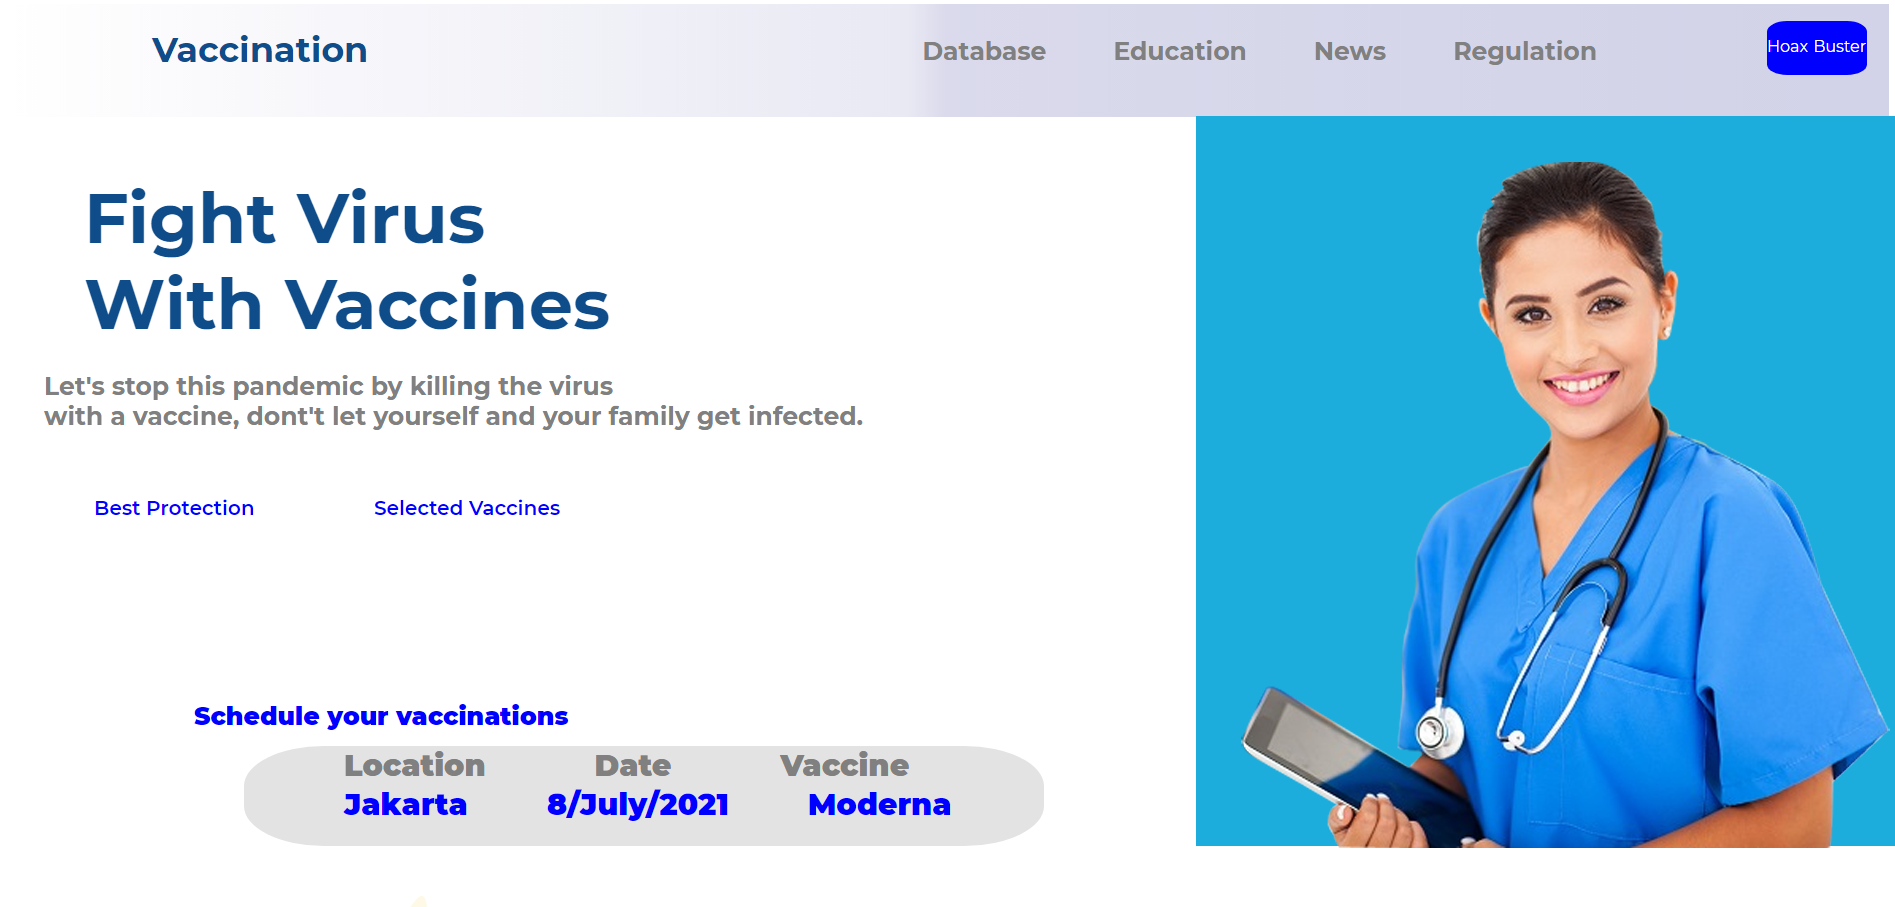 Vaccination
Database Education News Regulation
Hoax Buster
Fight Virus
With Vaccines
Let's stop this pandemic by killing the virus
with a vaccine, dont't let yourself and your family get infected.
Best Protection Selected Vaccines
Schedule your vaccinations
Location Date Vaccine
Jakarta 8/July/2021 Moderna